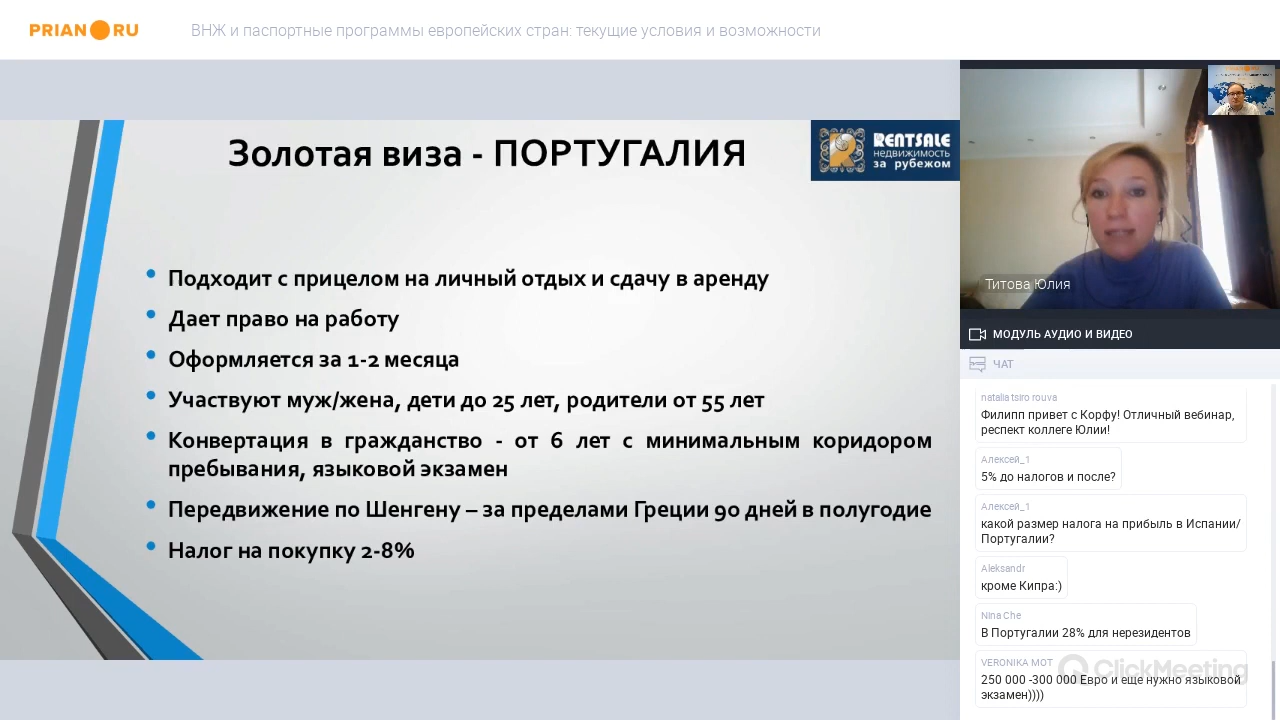 PRIAN RU
ВНЖ и паспортные программы европейских стран: текущие условия и возможности
Золотая виза - ПОРТУГАЛИЯ
RENTSALE
НЕДВИЖИМОСТЬ
за рубежом
Подходит с прицелом на личный отдых и сдачу в аренду
Дает право на работу
Оформляется за 1-2 месяца
Участвуют муж/жена, дети до 25 лет, родители от 55 лет
Конвертация в гражданство - от 6 лет с минимальным коридором
пребывания, языковой экзамен
Передвижение по Шенгену – за пределами Греции 90 дней в полугодие
Налог на покупку 2-8%
Титова Юлия
МОДУЛЬ АУДИО И ВИДЕО
ЧАТ
natalia tsiro rouva
Филипп привет с Корфу! Отличный вебинар,
респект коллеге Юлии!
Алексей_1
5% до налогов и после?
Алексей_1
какой размер налога на прибыль в Испании/
Португалии?
Aleksandr
кроме Кипра:)
Nina Che
В Португалии 28% для нерезидентов
VERONIKA MOT
250 000 -300 000 Евро и еще нужно языковой
экзамен))))
ClickMeeting